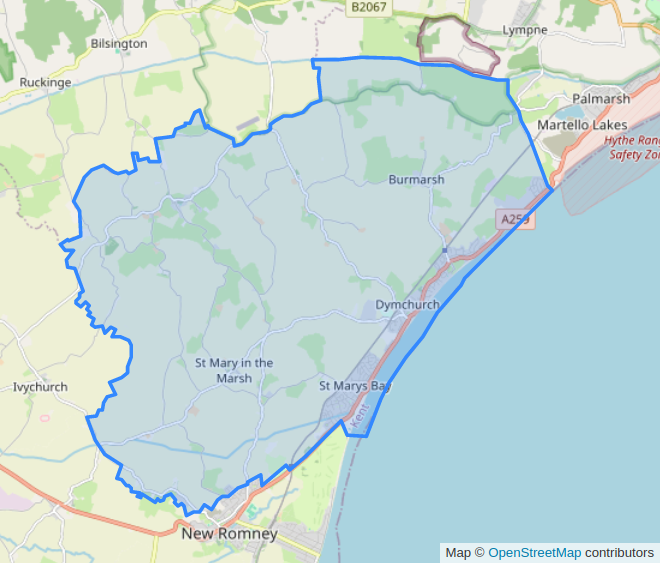 B2067
Lympne
Bilsington
Ruckinge
Palmarsh
Martello Lakes
Hythe Rang
Safety Zo
Burmarsh
A259
Dymchurch
St Mary in the
Marsh
St Marys Bay
Ivychurch
Kent
New Romney
Map © OpenStreetMap contributors